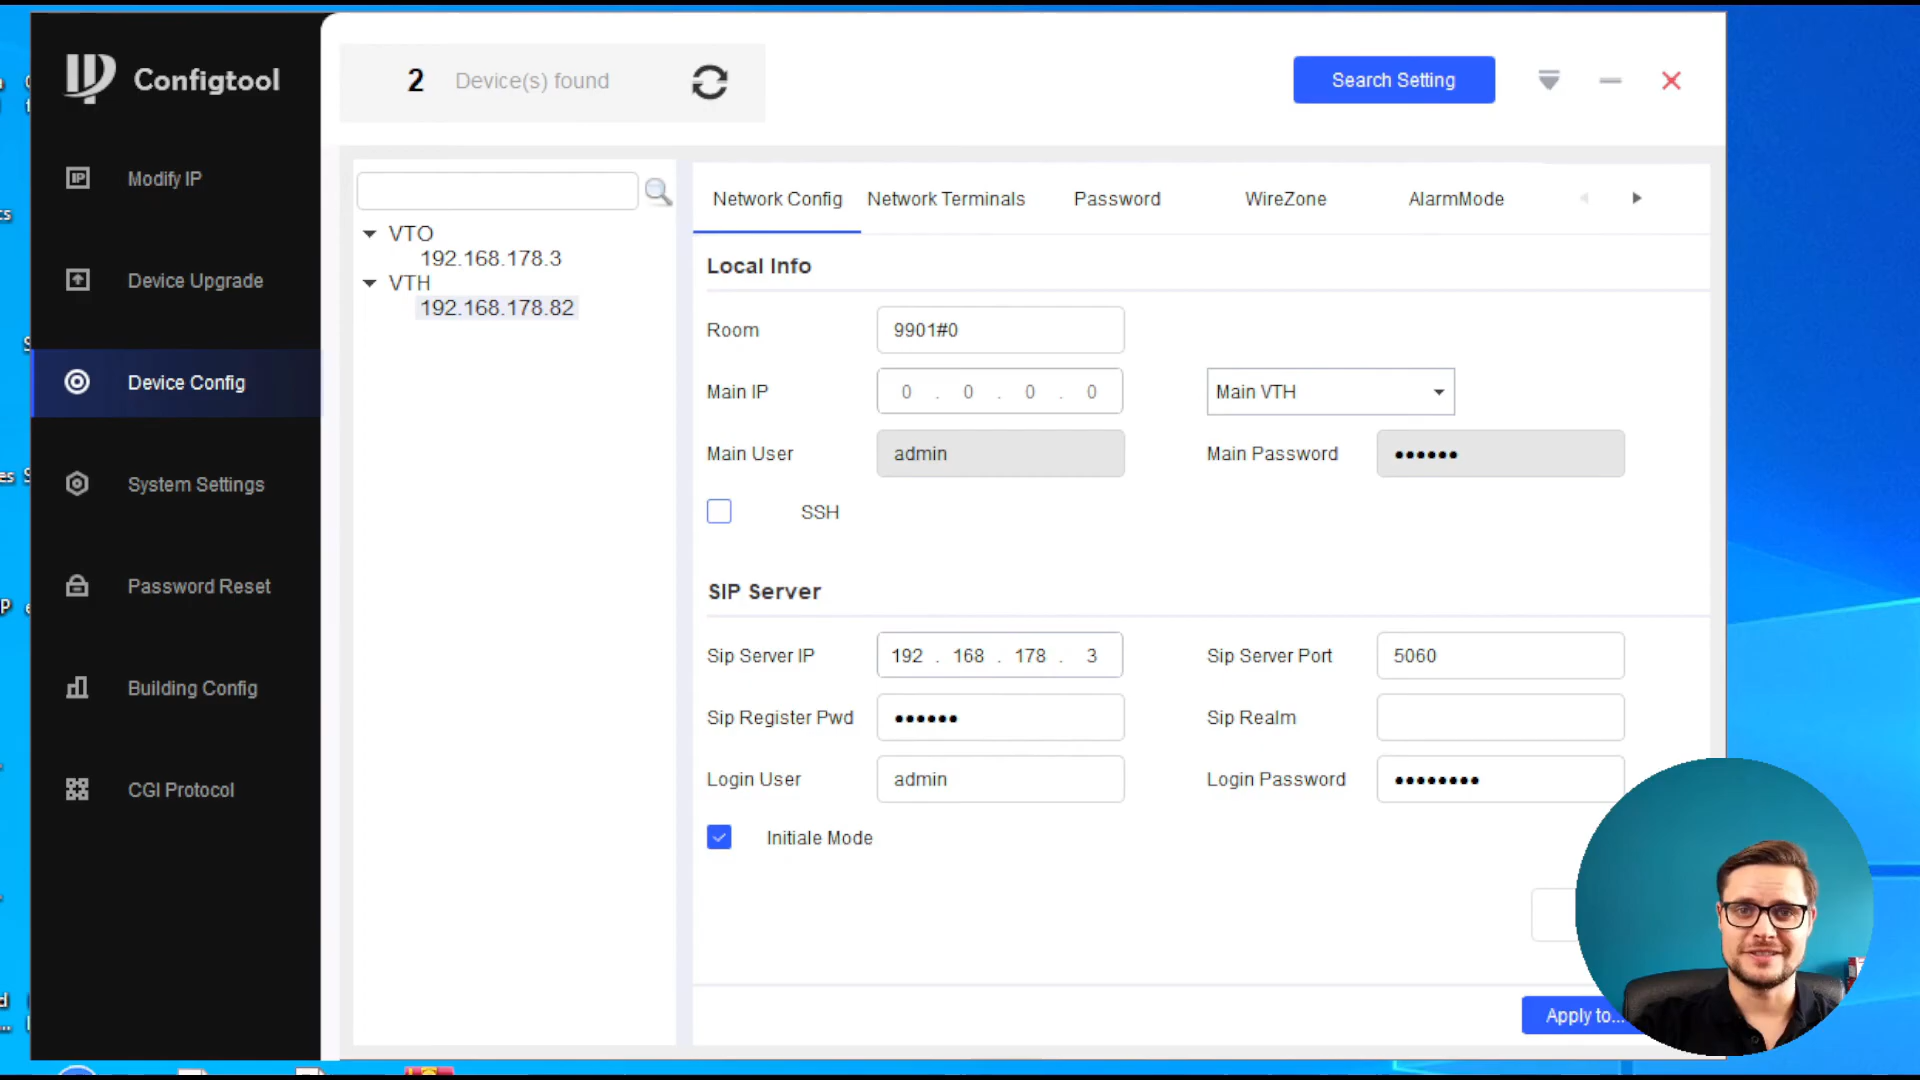 Configtool
2 Device(s) found
Search Setting
Modify IP
Device Upgrade
Device Config
System Settings
Password Reset
Building Config
CGI Protocol
VTO
192.168.178.3
VTH
192.168.178.82
Network Config Network Terminals Password WireZone AlarmMode
Local Info
Room 9901#0
Main IP 0 . 0 . 0 . 0 Main VTH
Main User admin Main Password ••••••
SSH
SIP Server
Sip Server IP 192 . 168 . 178 . 3 Sip Server Port 5060
Sip Register Pwd •••••• Sip Realm
Login User admin Login Password ••••••••
Initiale Mode
Apply to...